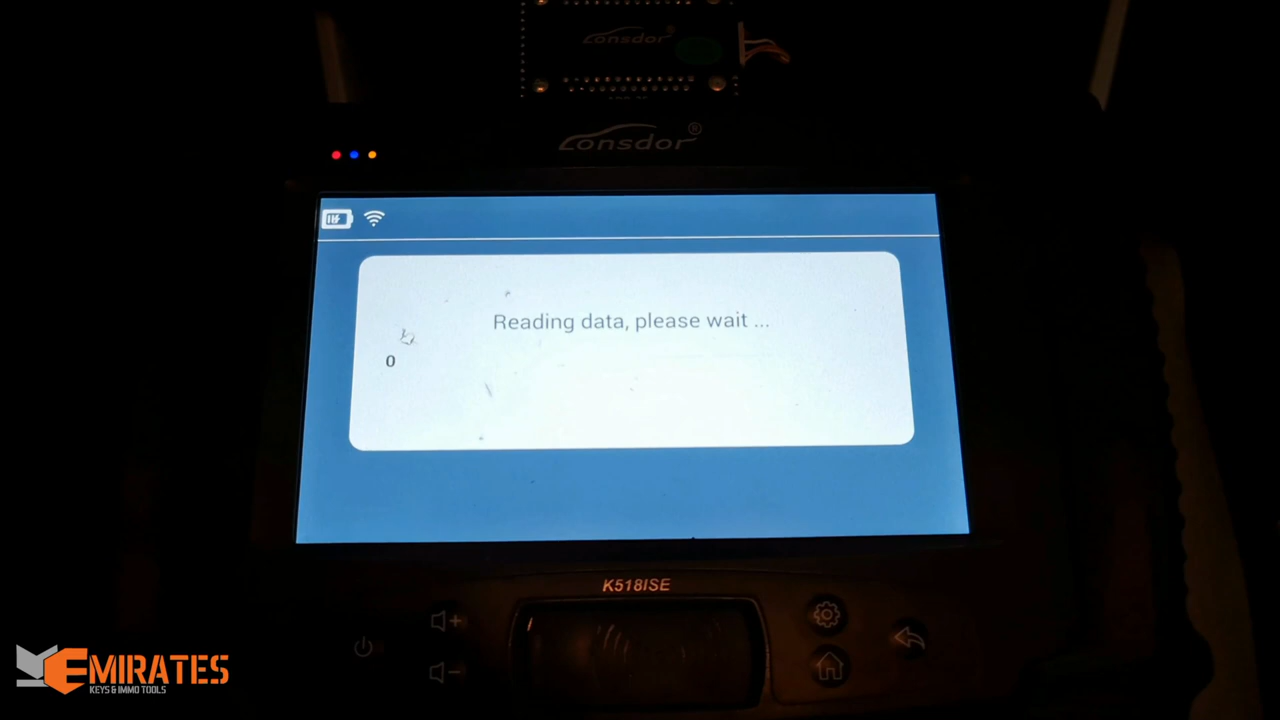 Lonsdor
Lonsdor®
Reading data, please wait ...
0
K518ISE
EMIRATES
KEYS & IMMO TOOLS